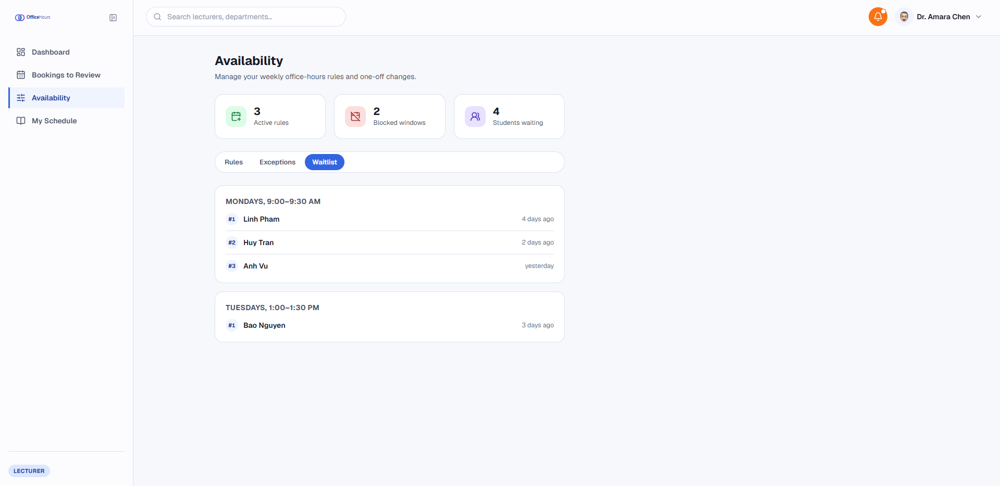 OfficeHours
Search lecturers, departments...
Dr. Amara Chen
Dashboard
Bookings to Review
Availability
My Schedule
LECTURER
Availability
Manage your weekly office-hours rules and one-off changes.
3
Active rules
2
Blocked windows
4
Students waiting
Rules
Exceptions
Waitlist
MONDAYS, 9:00–9:30 AM
#1 Linh Pham 4 days ago
#2 Huy Tran 2 days ago
#3 Anh Vu yesterday
TUESDAYS, 1:00–1:30 PM
#1 Bao Nguyen 3 days ago